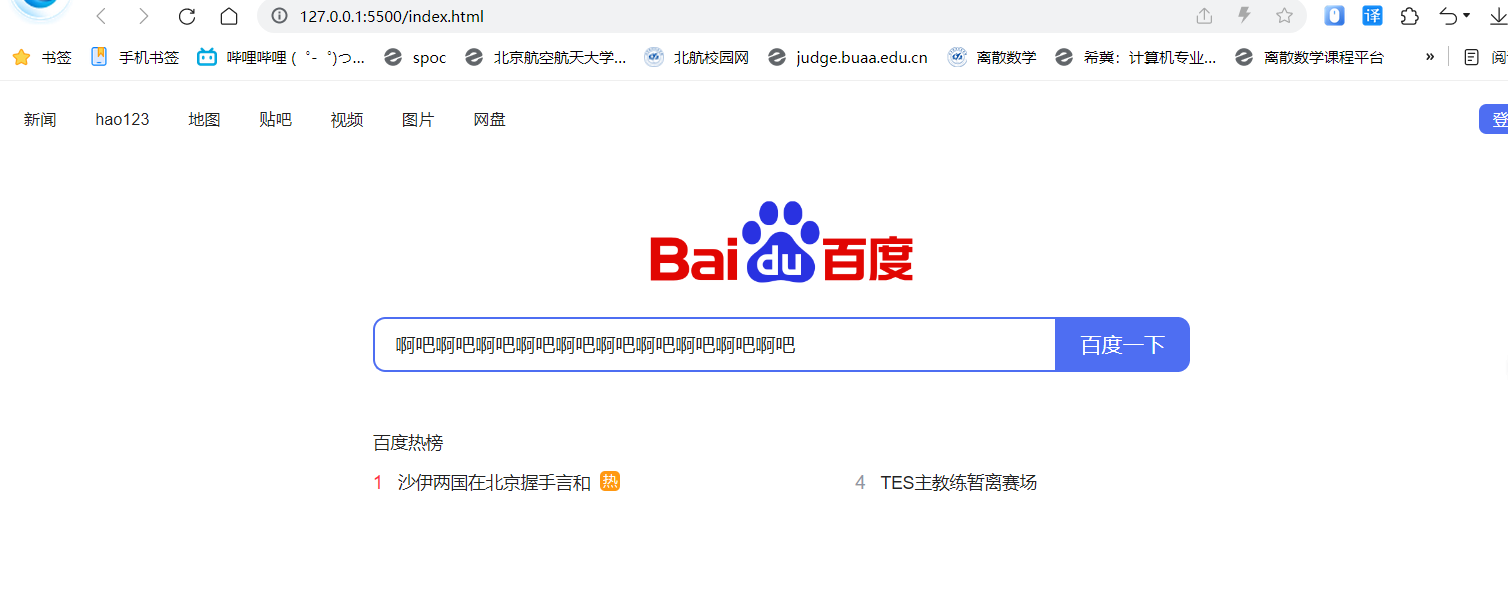 127.0.0.1:5500/index.html
译
书签 手机书签 哔哩哔哩 ( ゜- ゜)つ... spoc 北京航空航天大学... 北航校园网 judge.buaa.edu.cn 离散数学 希冀：计算机专业... 离散数学课程平台 » 阅
新闻 hao123 地图 贴吧 视频 图片 网盘 登
Bai du 百度
啊吧啊吧啊吧啊吧啊吧啊吧啊吧啊吧啊吧啊吧 百度一下
百度热榜
1 沙伊两国在北京握手言和 热 4 TES主教练暂离赛场